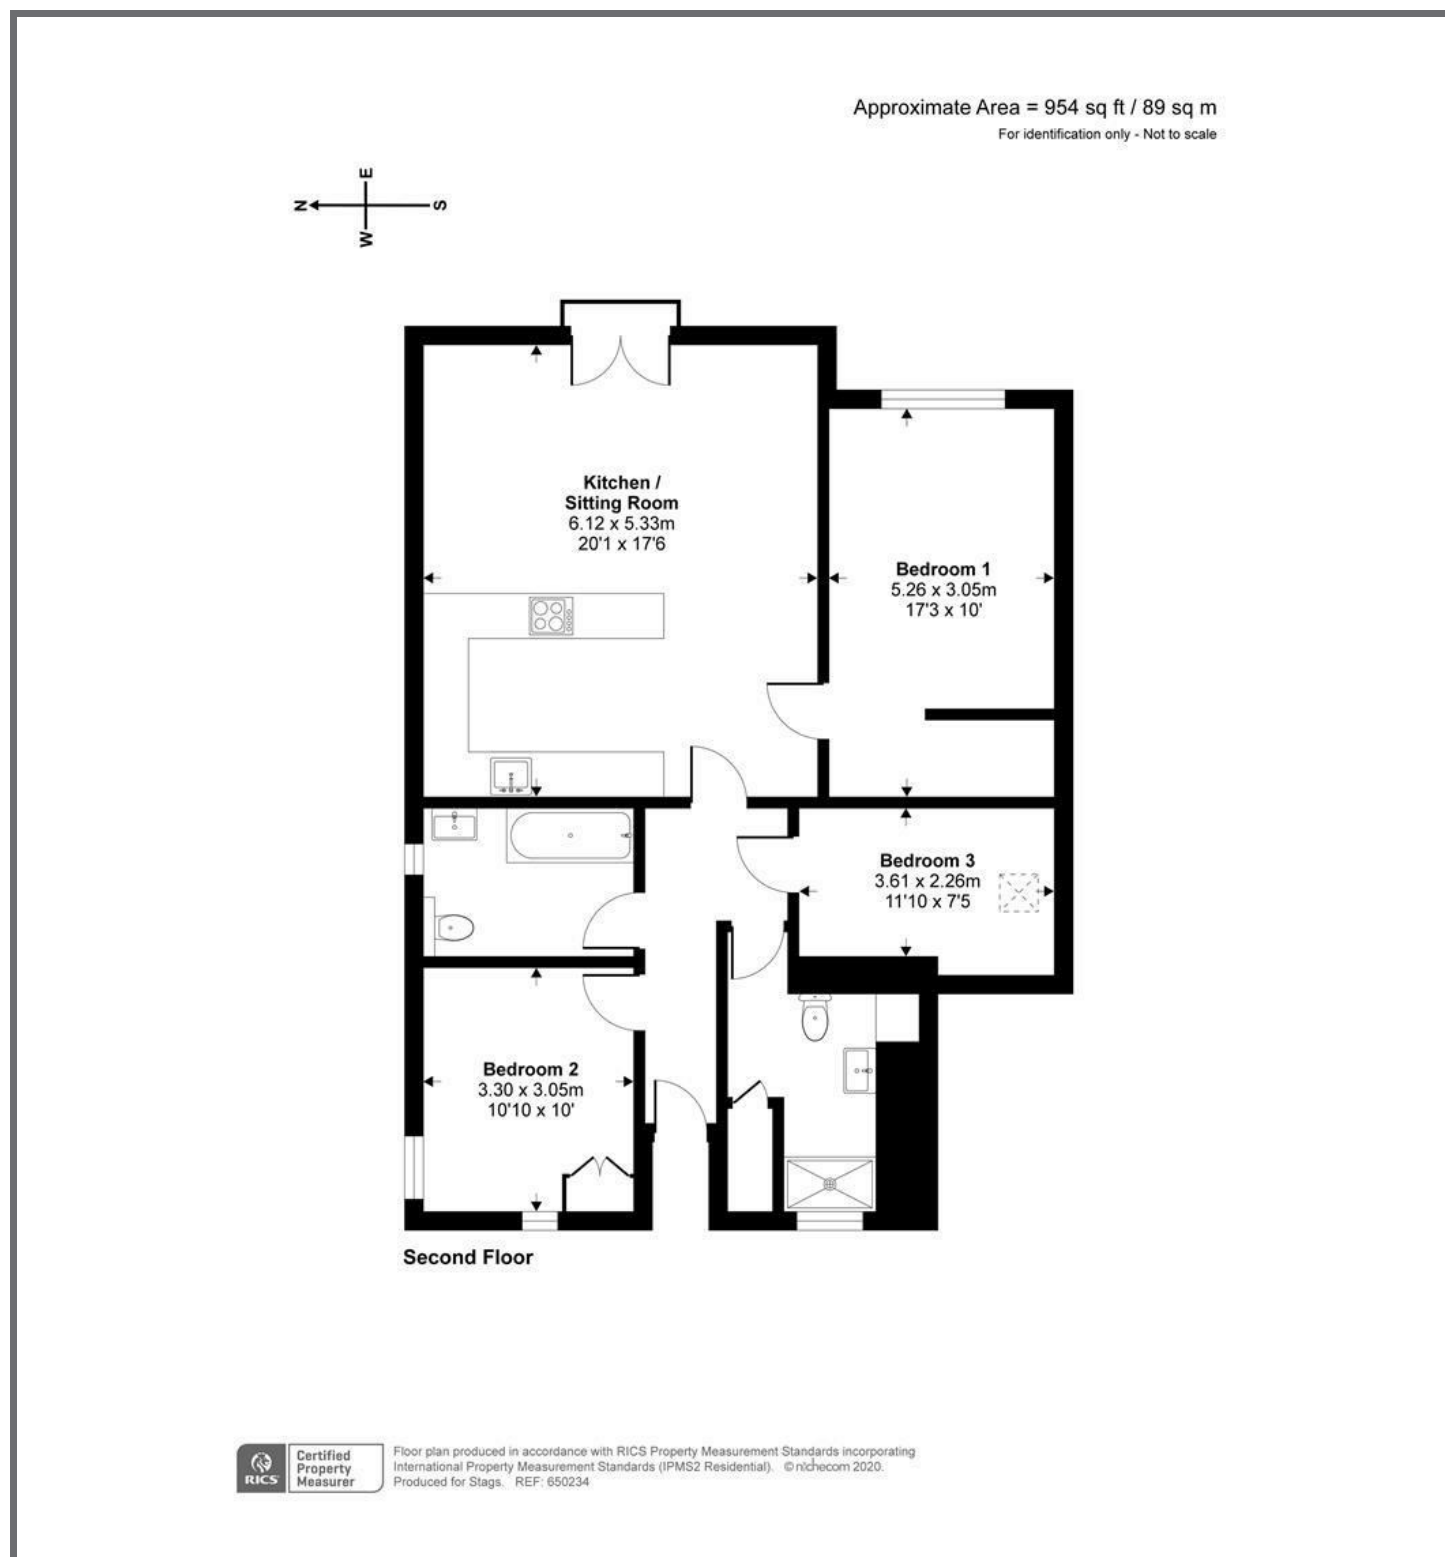 Approximate Area = 954 sq ft / 89 sq m
For identification only - Not to scale
E
N
S
W
Kitchen /
Sitting Room
6.12 x 5.33m
20'1 x 17'6
Bedroom 1
5.26 x 3.05m
17'3 x 10'
Bedroom 3
3.61 x 2.26m
11'10 x 7'5
Bedroom 2
3.30 x 3.05m
10'10 x 10'
Second Floor
RICS
Certified
Property
Measurer
Floor plan produced in accordance with RICS Property Measurement Standards incorporating
International Property Measurement Standards (IPMS2 Residential). © nichecom 2020.
Produced for Stags. REF: 650234